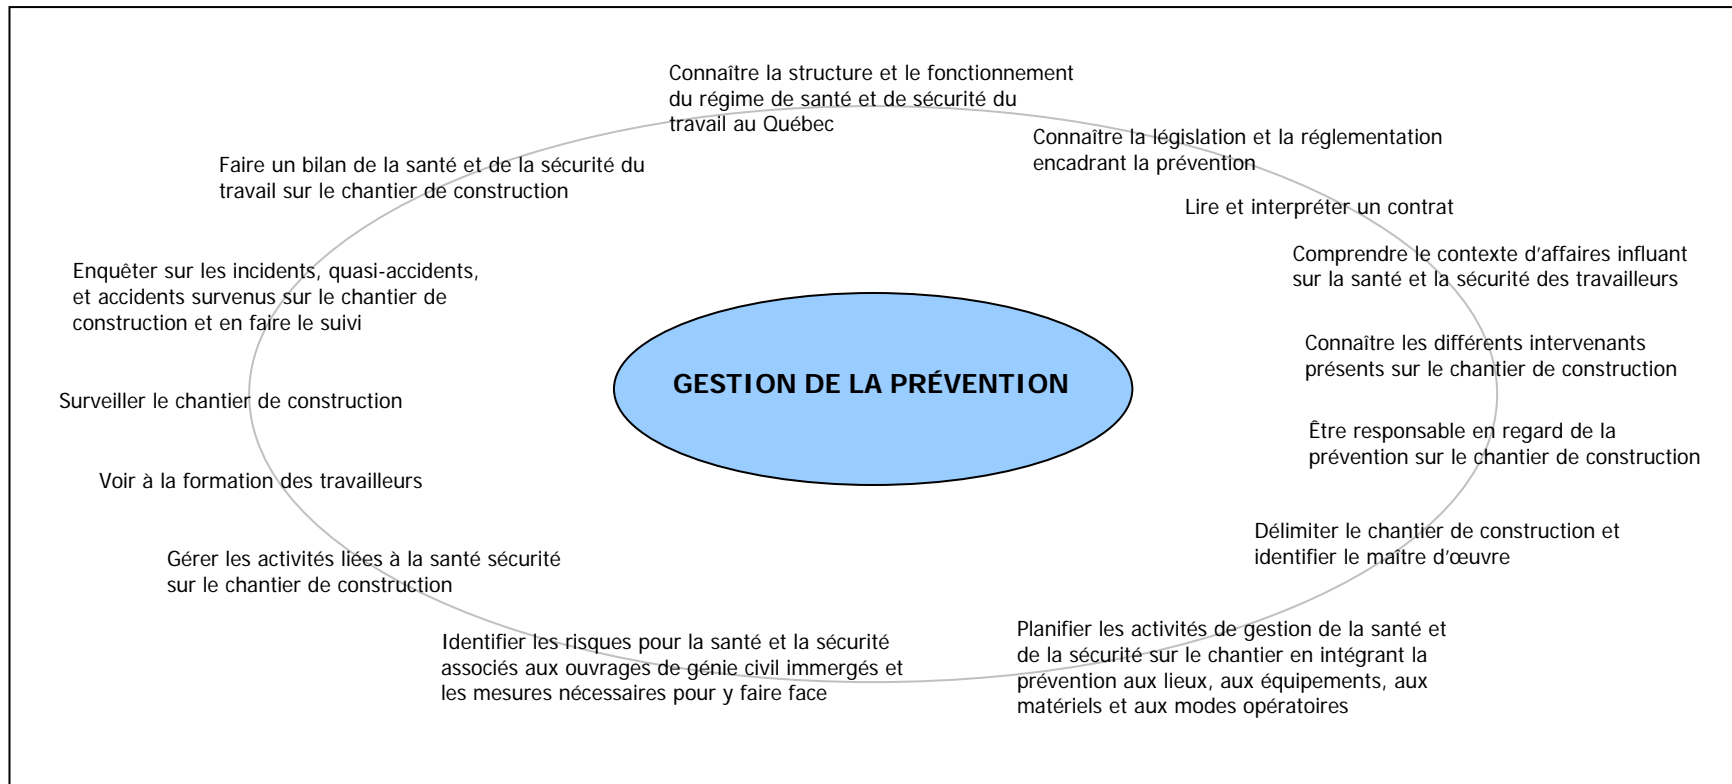 Connaître la structure et le fonctionnement
du régime de santé et de sécurité du
travail au Québec
Connaître la législation et la réglementation
encadrant la prévention
Lire et interpréter un contrat
Comprendre le contexte d'affaires influant
sur la santé et la sécurité des travailleurs
Connaître les différents intervenants
présents sur le chantier de construction
Être responsable en regard de la
prévention sur le chantier de construction
Délimiter le chantier de construction et
identifier le maître d'œuvre
Planifier les activités de gestion de la santé et
de la sécurité sur le chantier en intégrant la
prévention aux lieux, aux équipements, aux
matériels et aux modes opératoires
Identifier les risques pour la santé et la sécurité
associés aux ouvrages de génie civil immergés et
les mesures nécessaires pour y faire face
Gérer les activités liées à la santé sécurité
sur le chantier de construction
Voir à la formation des travailleurs
Surveiller le chantier de construction
Enquêter sur les incidents, quasi-accidents,
et accidents survenus sur le chantier de
construction et en faire le suivi
Faire un bilan de la santé et de la sécurité du
travail sur le chantier de construction
GESTION DE LA PRÉVENTION